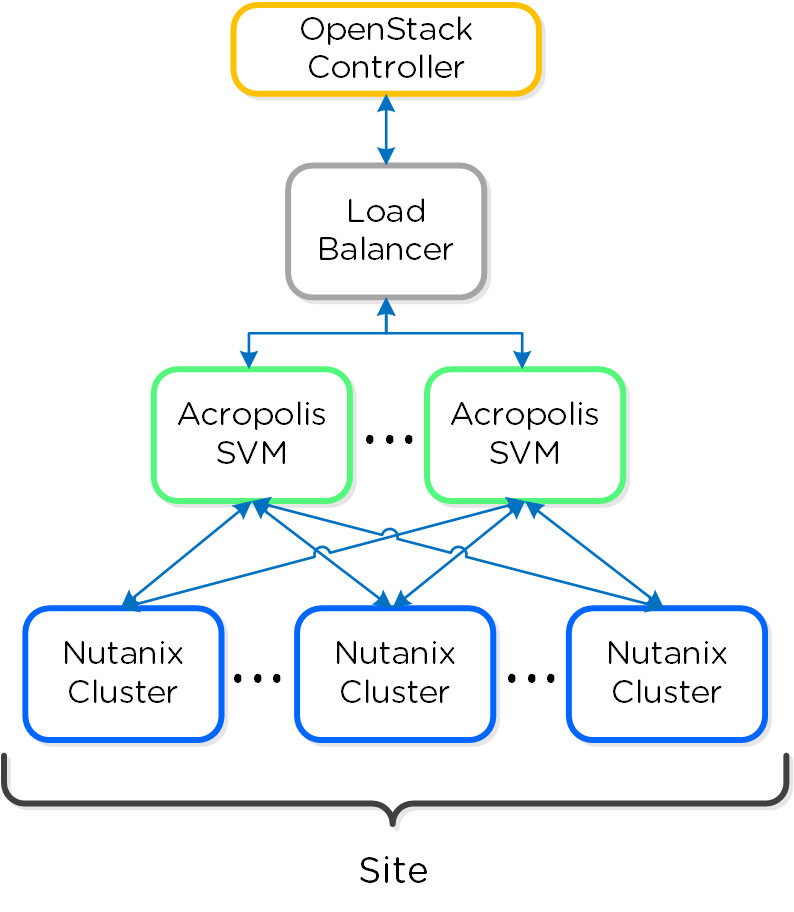 OpenStack
Controller
Load
Balancer
Acropolis
SVM
...
Acropolis
SVM
Nutanix
Cluster
...
Nutanix
Cluster
...
Nutanix
Cluster
Site